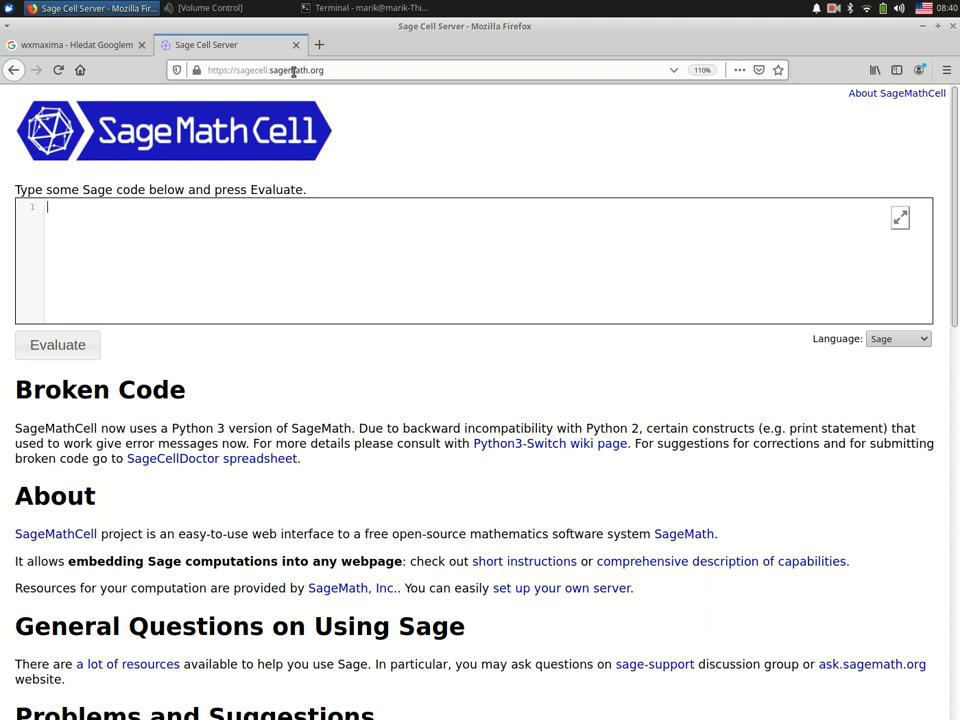 Sage Cell Server - Mozilla Fir... [Volume Control] Terminal - marik@marik-Thi... 08:40
Sage Cell Server - Mozilla Firefox
wxmaxima - Hledat Googlem Sage Cell Server
https://sagecell.sagemath.org 110%
About SageMathCell
SageMathCell
Type some Sage code below and press Evaluate.
1
Evaluate Language: Sage
Broken Code
SageMathCell now uses a Python 3 version of SageMath. Due to backward incompatibility with Python 2, certain constructs (e.g. print statement) that
used to work give error messages now. For more details please consult with Python3-Switch wiki page. For suggestions for corrections and for submitting
broken code go to SageCellDoctor spreadsheet.
About
SageMathCell project is an easy-to-use web interface to a free open-source mathematics software system SageMath.
It allows embedding Sage computations into any webpage: check out short instructions or comprehensive description of capabilities.
Resources for your computation are provided by SageMath, Inc.. You can easily set up your own server.
General Questions on Using Sage
There are a lot of resources available to help you use Sage. In particular, you may ask questions on sage-support discussion group or ask.sagemath.org
website.
Problems and Suggestions